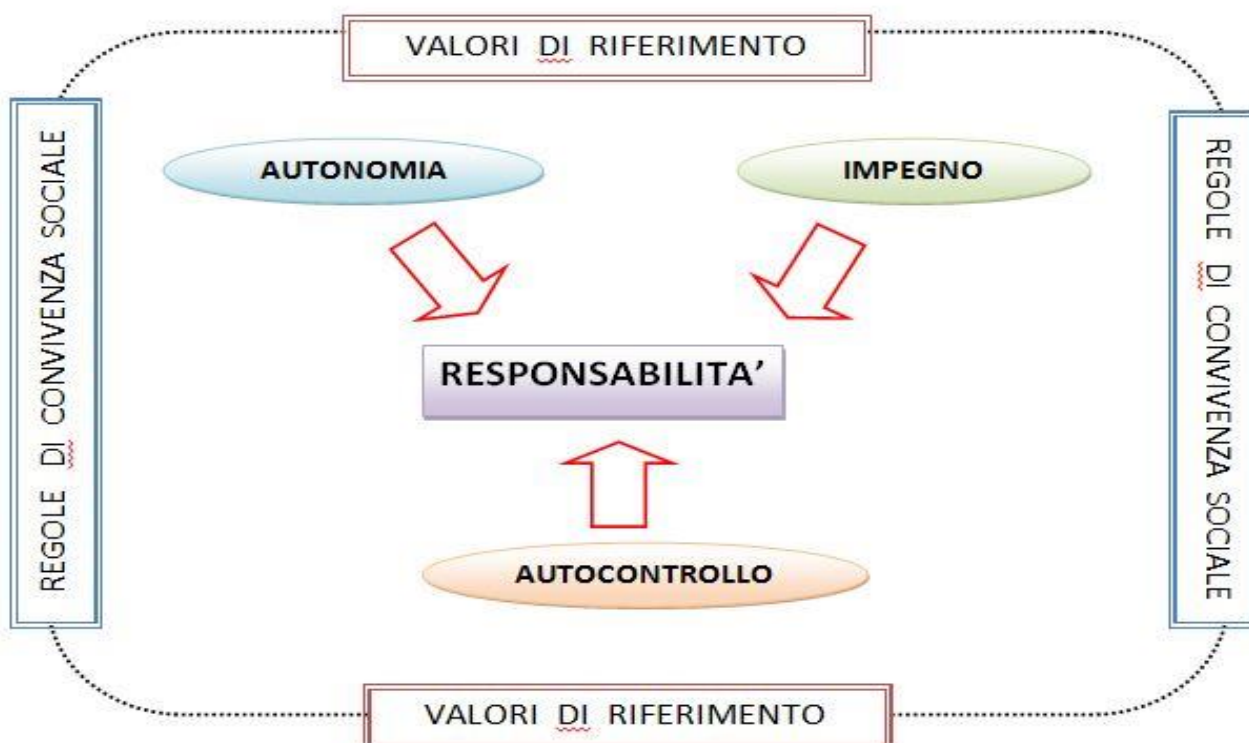 VALORI DI RIFERIMENTO
REGOLE DI CONVIVENZA SOCIALE
AUTONOMIA
IMPEGNO
REGOLE DI CONVIVENZA SOCIALE
RESPONSABILITA’
AUTOCONTROLLO
VALORI DI RIFERIMENTO